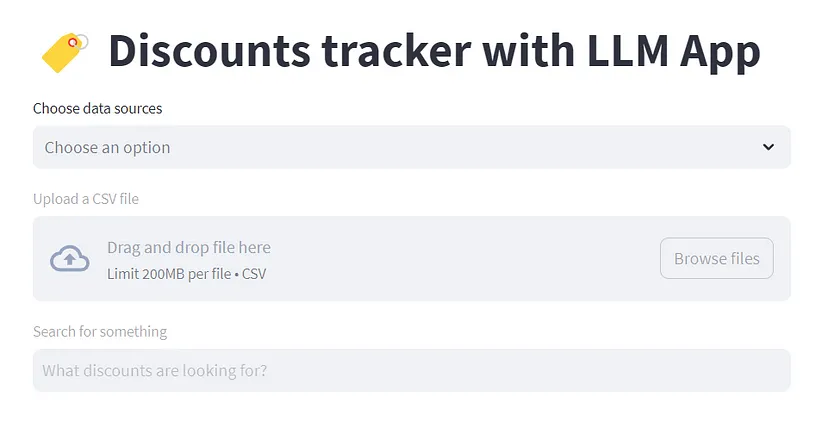 Discounts tracker with LLM App
Choose data sources
Choose an option
Upload a CSV file
Drag and drop file here
Limit 200MB per file • CSV
Browse files
Search for something
What discounts are looking for?